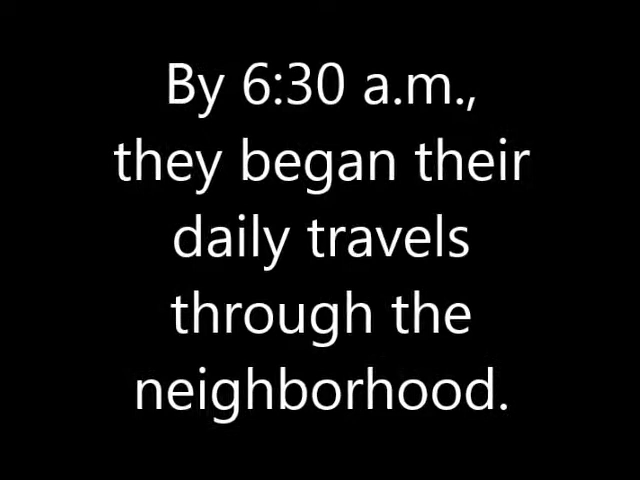 By 6:30 a.m.,
they began their
daily travels
through the
neighborhood.